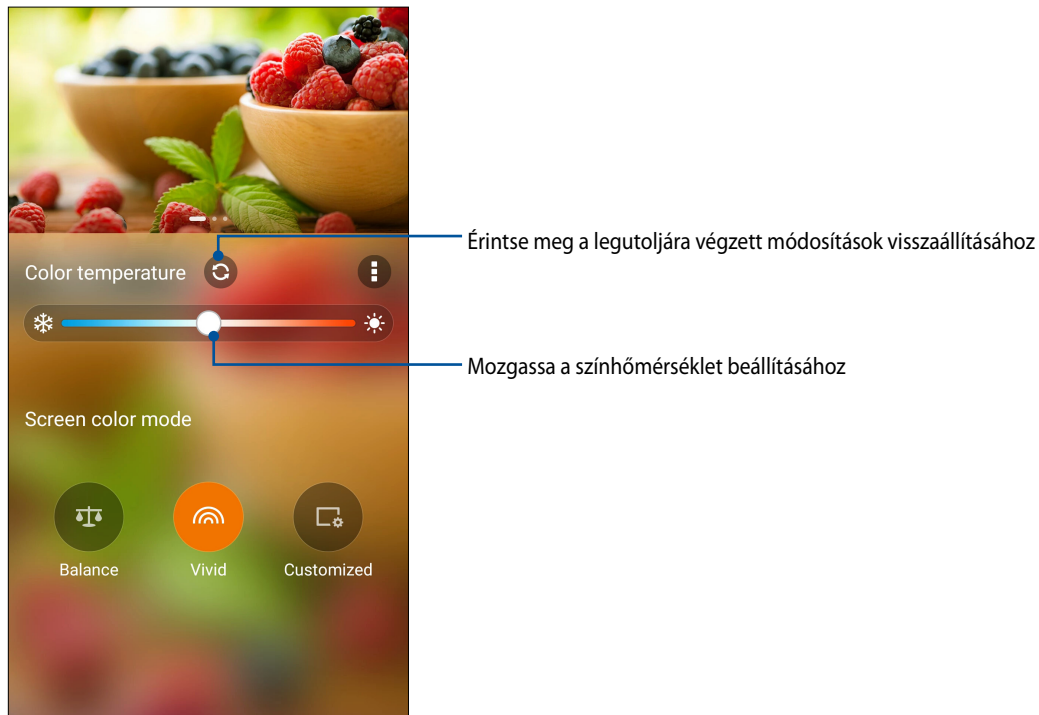 Érintse meg a legutoljára végzett módosítások visszaállításához
Color temperature
Mozgassa a színhőmérséklet beállításához
Screen color mode
Balance
Vivid
Customized